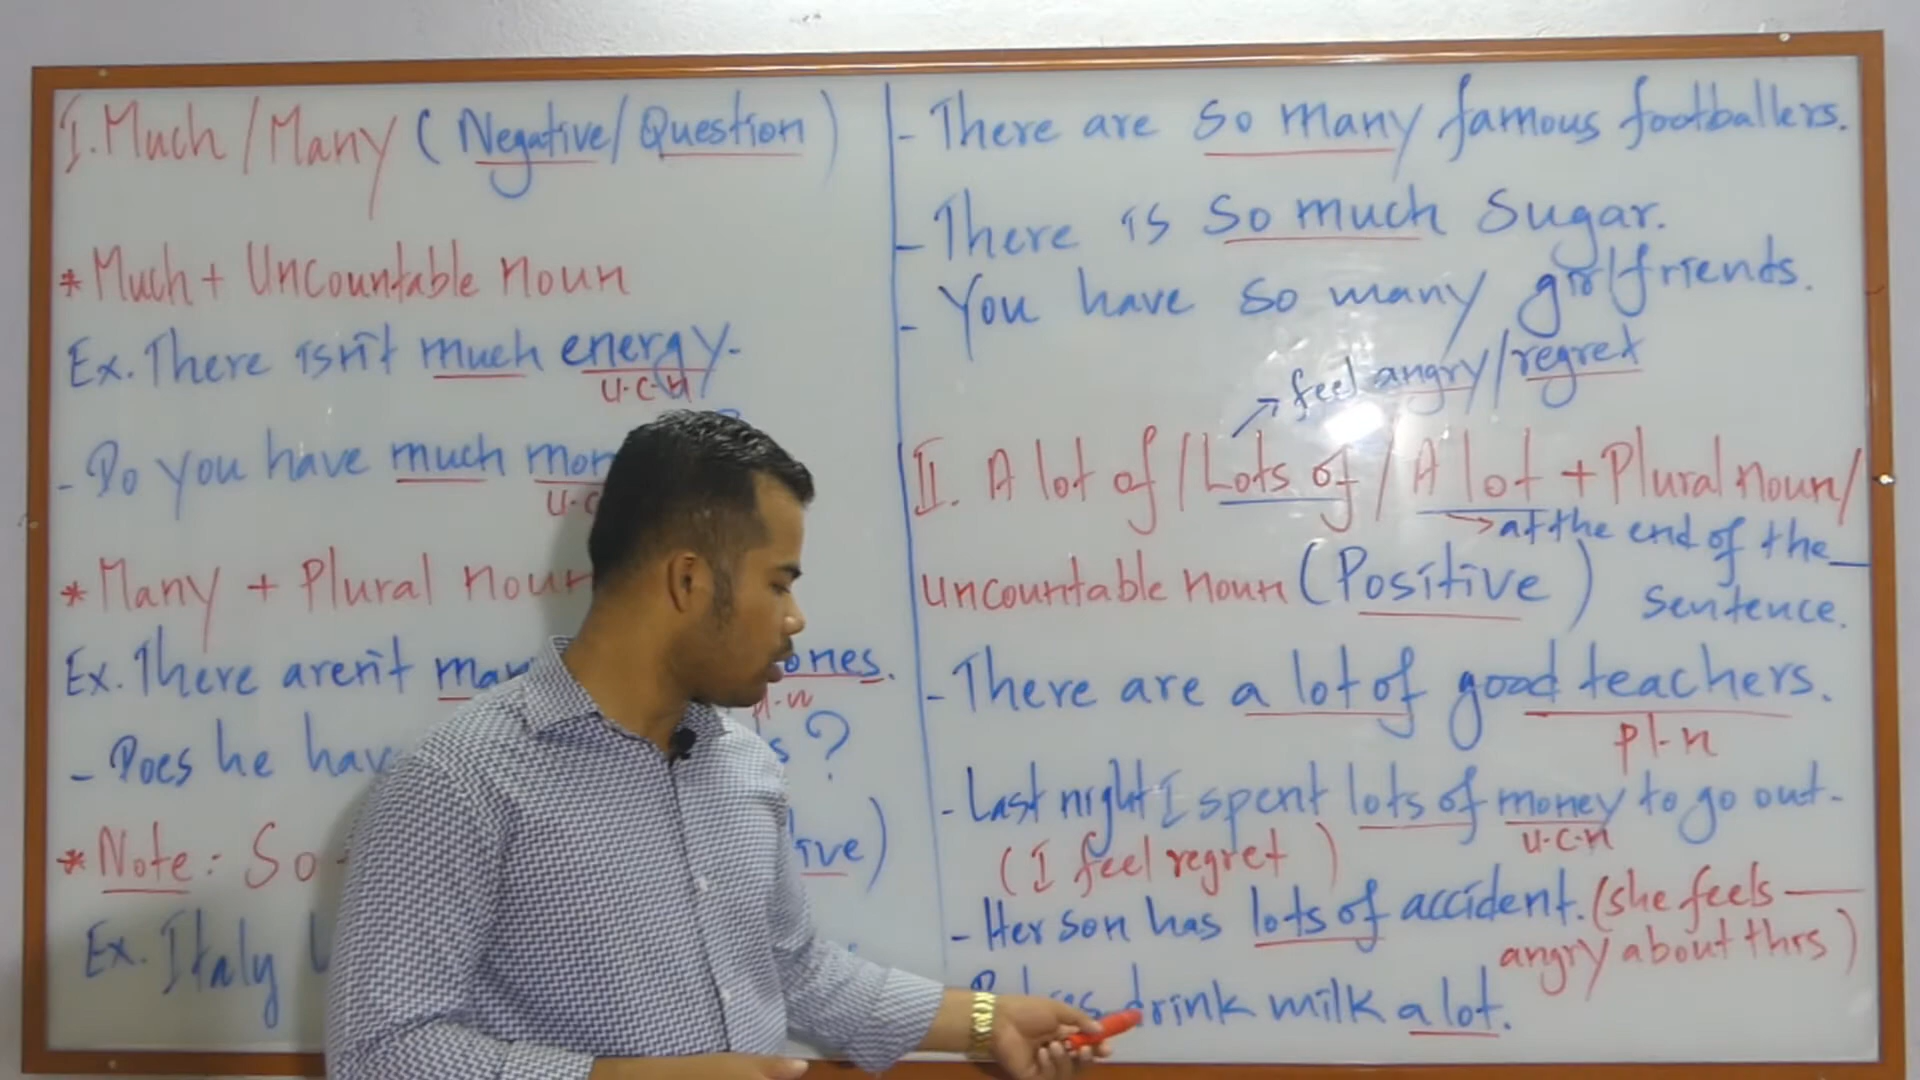 I. Much / Many ( Negative / Question )
* Much + Uncountable noun
Ex. There isn't much energy.
u.c.n
- Do you have much
* Many + Plural noun
Ex. There aren't ones.
pl-n
- Does he ?
* Note: So
Ex. Italy
- There are so many famous footballers.
- There is so much sugar.
- You have so many girlfriends.
→ feel angry / regret
II. A lot of / Lots of / A lot + Plural noun /
→ at the end of the
uncountable noun ( Positive ) sentence.
- There are a lot of good teachers.
pl-n
- Last night I spent lots of money to go out.
u.c.n
( I feel regret )
- Her son has lots of accident. (she feels
angry about this )
drink milk a lot.